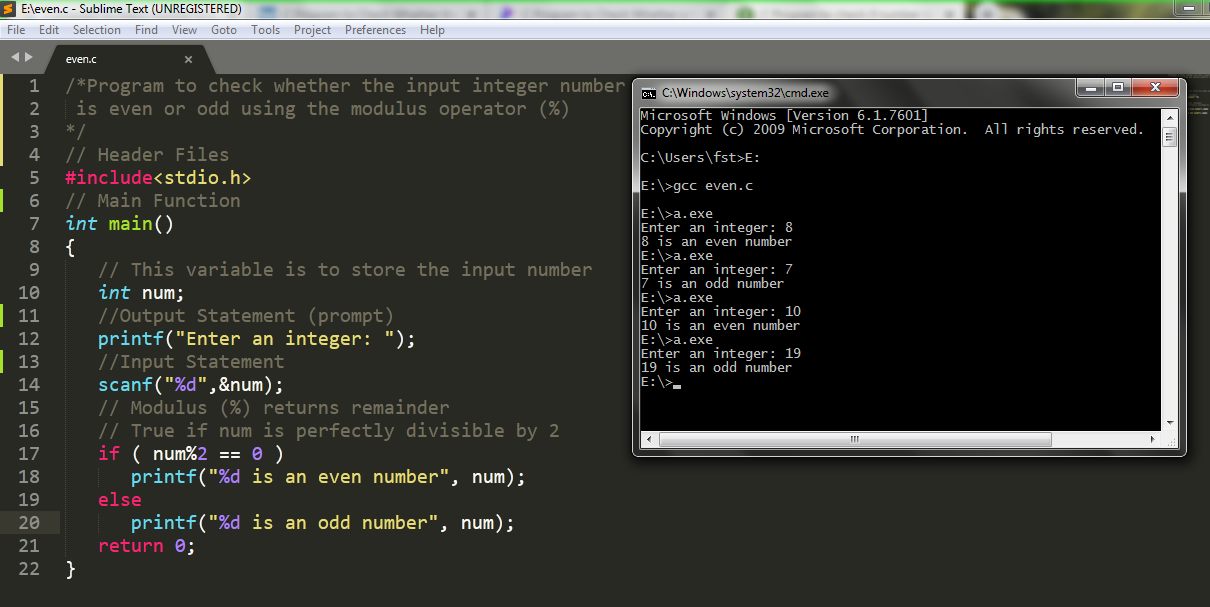 E:\even.c - Sublime Text (UNREGISTERED)
File Edit Selection Find View Goto Tools Project Preferences Help
even.c ×
1 /*Program to check whether the input integer number
2 is even or odd using the modulus operator (%)
3 */
4 // Header Files
5 #include<stdio.h>
6 // Main Function
7 int main()
8 {
9 // This variable is to store the input number
10 int num;
11 //Output Statement (prompt)
12 printf("Enter an integer: ");
13 //Input Statement
14 scanf("%d",&num);
15 // Modulus (%) returns remainder
16 // True if num is perfectly divisible by 2
17 if ( num%2 == 0 )
18 printf("%d is an even number", num);
19 else
20 printf("%d is an odd number", num);
21 return 0;
22 }
C:\Windows\system32\cmd.exe
Microsoft Windows [Version 6.1.7601]
Copyright (c) 2009 Microsoft Corporation.  All rights reserved.
C:\Users\fst>E:
E:\>gcc even.c
E:\>a.exe
Enter an integer: 8
8 is an even number
E:\>a.exe
Enter an integer: 7
7 is an odd number
E:\>a.exe
Enter an integer: 10
10 is an even number
E:\>a.exe
Enter an integer: 19
19 is an odd number
E:\>_